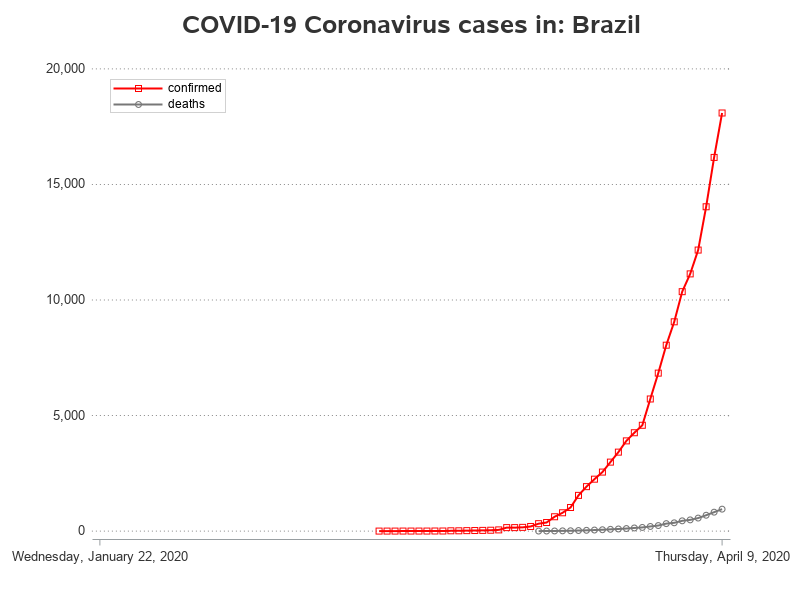 COVID-19 Coronavirus cases in: Brazil
20,000
confirmed
deaths
15,000
10,000
5,000
0
Wednesday, January 22, 2020
Thursday, April 9, 2020